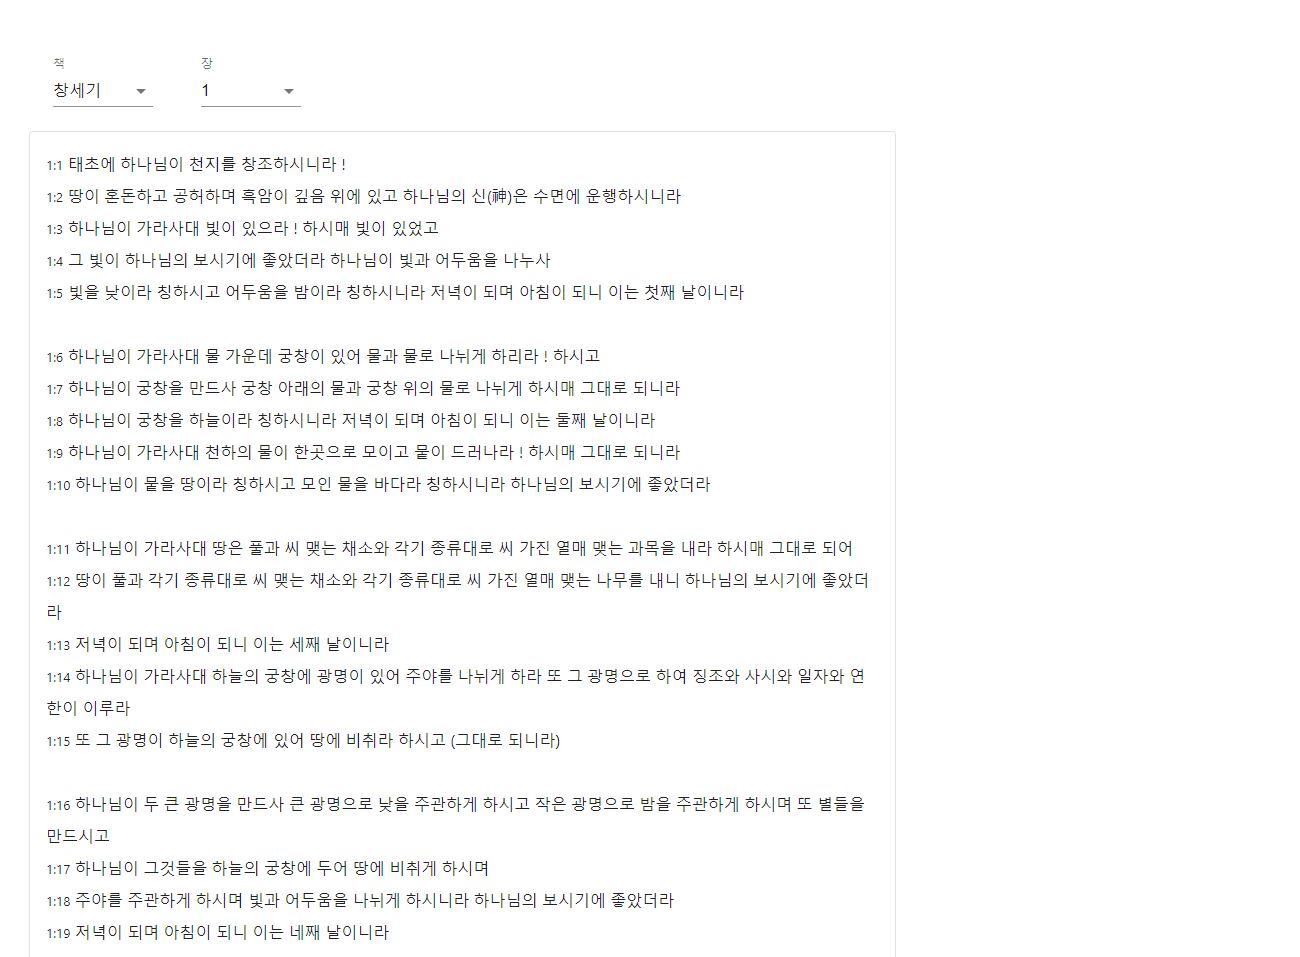 책
장
창세기
1
1:1 태초에 하나님이 천지를 창조하시니라 !
1:2 땅이 혼돈하고 공허하며 흑암이 깊음 위에 있고 하나님의 신(神)은 수면에 운행하시니라
1:3 하나님이 가라사대 빛이 있으라 ! 하시매 빛이 있었고
1:4 그 빛이 하나님의 보시기에 좋았더라 하나님이 빛과 어두움을 나누사
1:5 빛을 낮이라 칭하시고 어두움을 밤이라 칭하시니라 저녁이 되며 아침이 되니 이는 첫째 날이니라
1:6 하나님이 가라사대 물 가운데 궁창이 있어 물과 물로 나뉘게 하리라 ! 하시고
1:7 하나님이 궁창을 만드사 궁창 아래의 물과 궁창 위의 물로 나뉘게 하시매 그대로 되니라
1:8 하나님이 궁창을 하늘이라 칭하시니라 저녁이 되며 아침이 되니 이는 둘째 날이니라
1:9 하나님이 가라사대 천하의 물이 한곳으로 모이고 뭍이 드러나라 ! 하시매 그대로 되니라
1:10 하나님이 뭍을 땅이라 칭하시고 모인 물을 바다라 칭하시니라 하나님의 보시기에 좋았더라
1:11 하나님이 가라사대 땅은 풀과 씨 맺는 채소와 각기 종류대로 씨 가진 열매 맺는 과목을 내라 하시매 그대로 되어
1:12 땅이 풀과 각기 종류대로 씨 맺는 채소와 각기 종류대로 씨 가진 열매 맺는 나무를 내니 하나님의 보시기에 좋았더
라
1:13 저녁이 되며 아침이 되니 이는 세째 날이니라
1:14 하나님이 가라사대 하늘의 궁창에 광명이 있어 주야를 나뉘게 하라 또 그 광명으로 하여 징조와 사시와 일자와 연
한이 이루라
1:15 또 그 광명이 하늘의 궁창에 있어 땅에 비취라 하시고 (그대로 되니라)
1:16 하나님이 두 큰 광명을 만드사 큰 광명으로 낮을 주관하게 하시고 작은 광명으로 밤을 주관하게 하시며 또 별들을
만드시고
1:17 하나님이 그것들을 하늘의 궁창에 두어 땅에 비취게 하시며
1:18 주야를 주관하게 하시며 빛과 어두움을 나뉘게 하시니라 하나님의 보시기에 좋았더라
1:19 저녁이 되며 아침이 되니 이는 네째 날이니라